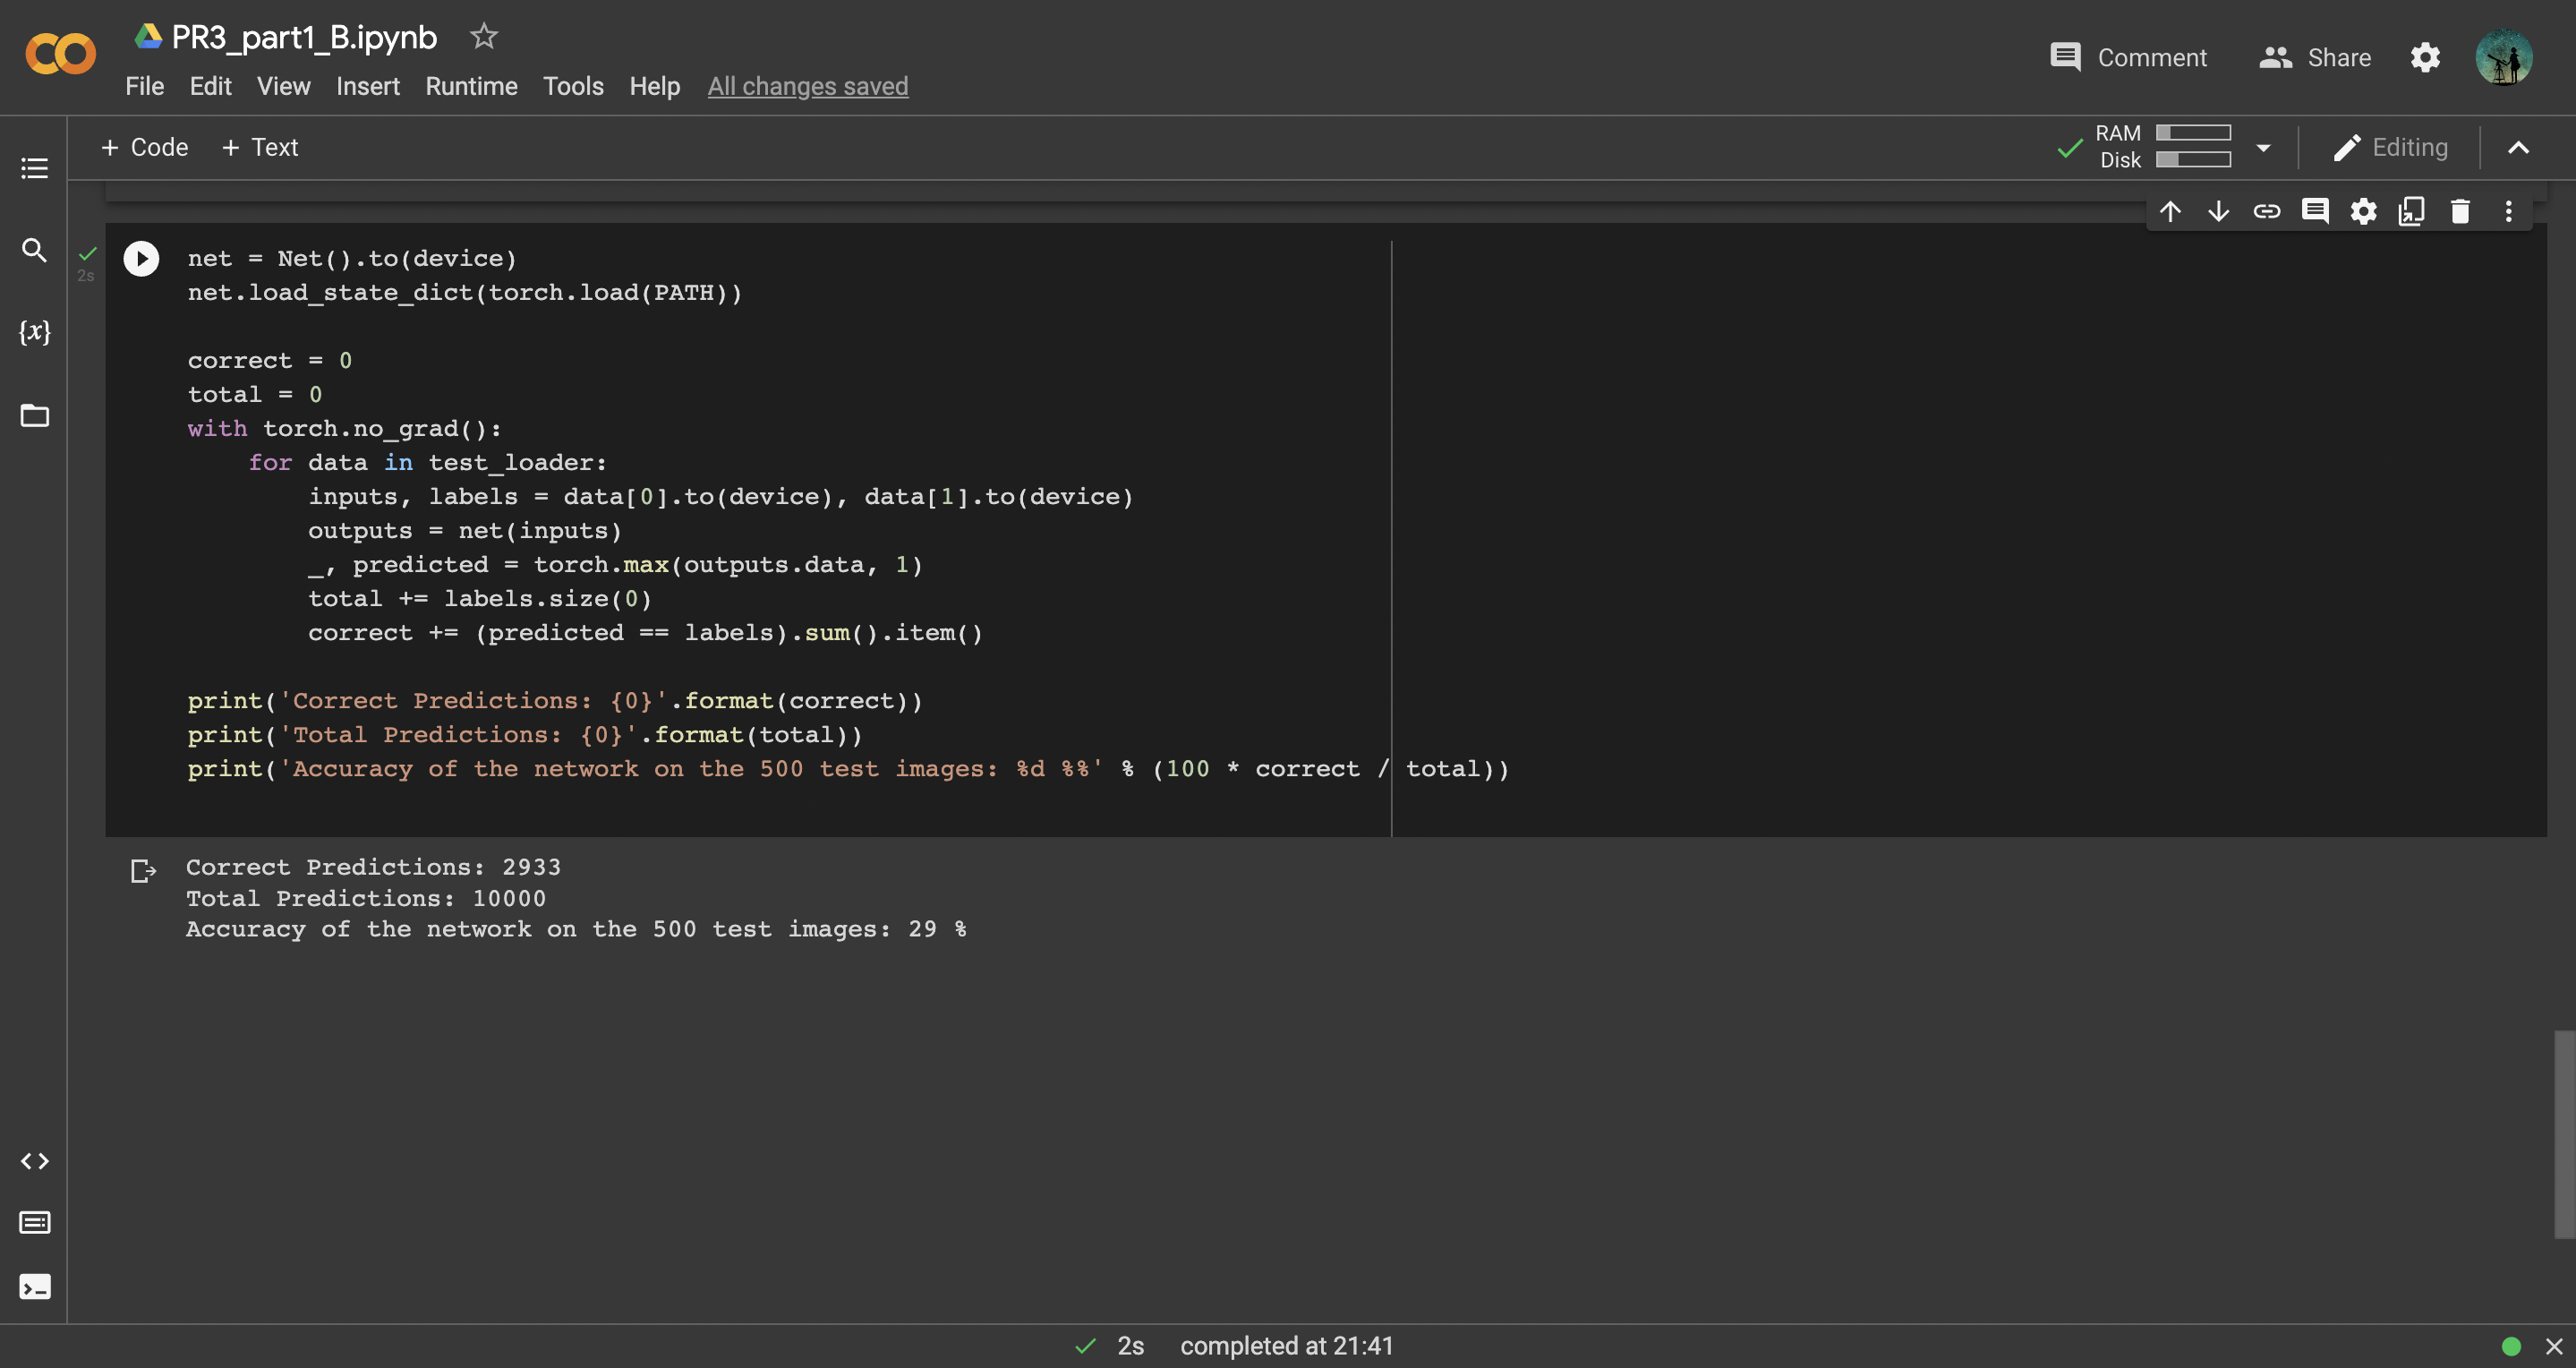 PR3_part1_B.ipynb
File Edit View Insert Runtime Tools Help All changes saved
Comment Share
+ Code + Text
RAM
Disk
Editing
{x}
2s
net = Net().to(device)
net.load_state_dict(torch.load(PATH))
correct = 0
total = 0
with torch.no_grad():
    for data in test_loader:
        inputs, labels = data[0].to(device), data[1].to(device)
        outputs = net(inputs)
        _, predicted = torch.max(outputs.data, 1)
        total += labels.size(0)
        correct += (predicted == labels).sum().item()
print('Correct Predictions: {0}'.format(correct))
print('Total Predictions: {0}'.format(total))
print('Accuracy of the network on the 500 test images: %d %%' % (100 * correct / total))
Correct Predictions: 2933
Total Predictions: 10000
Accuracy of the network on the 500 test images: 29 %
2s completed at 21:41